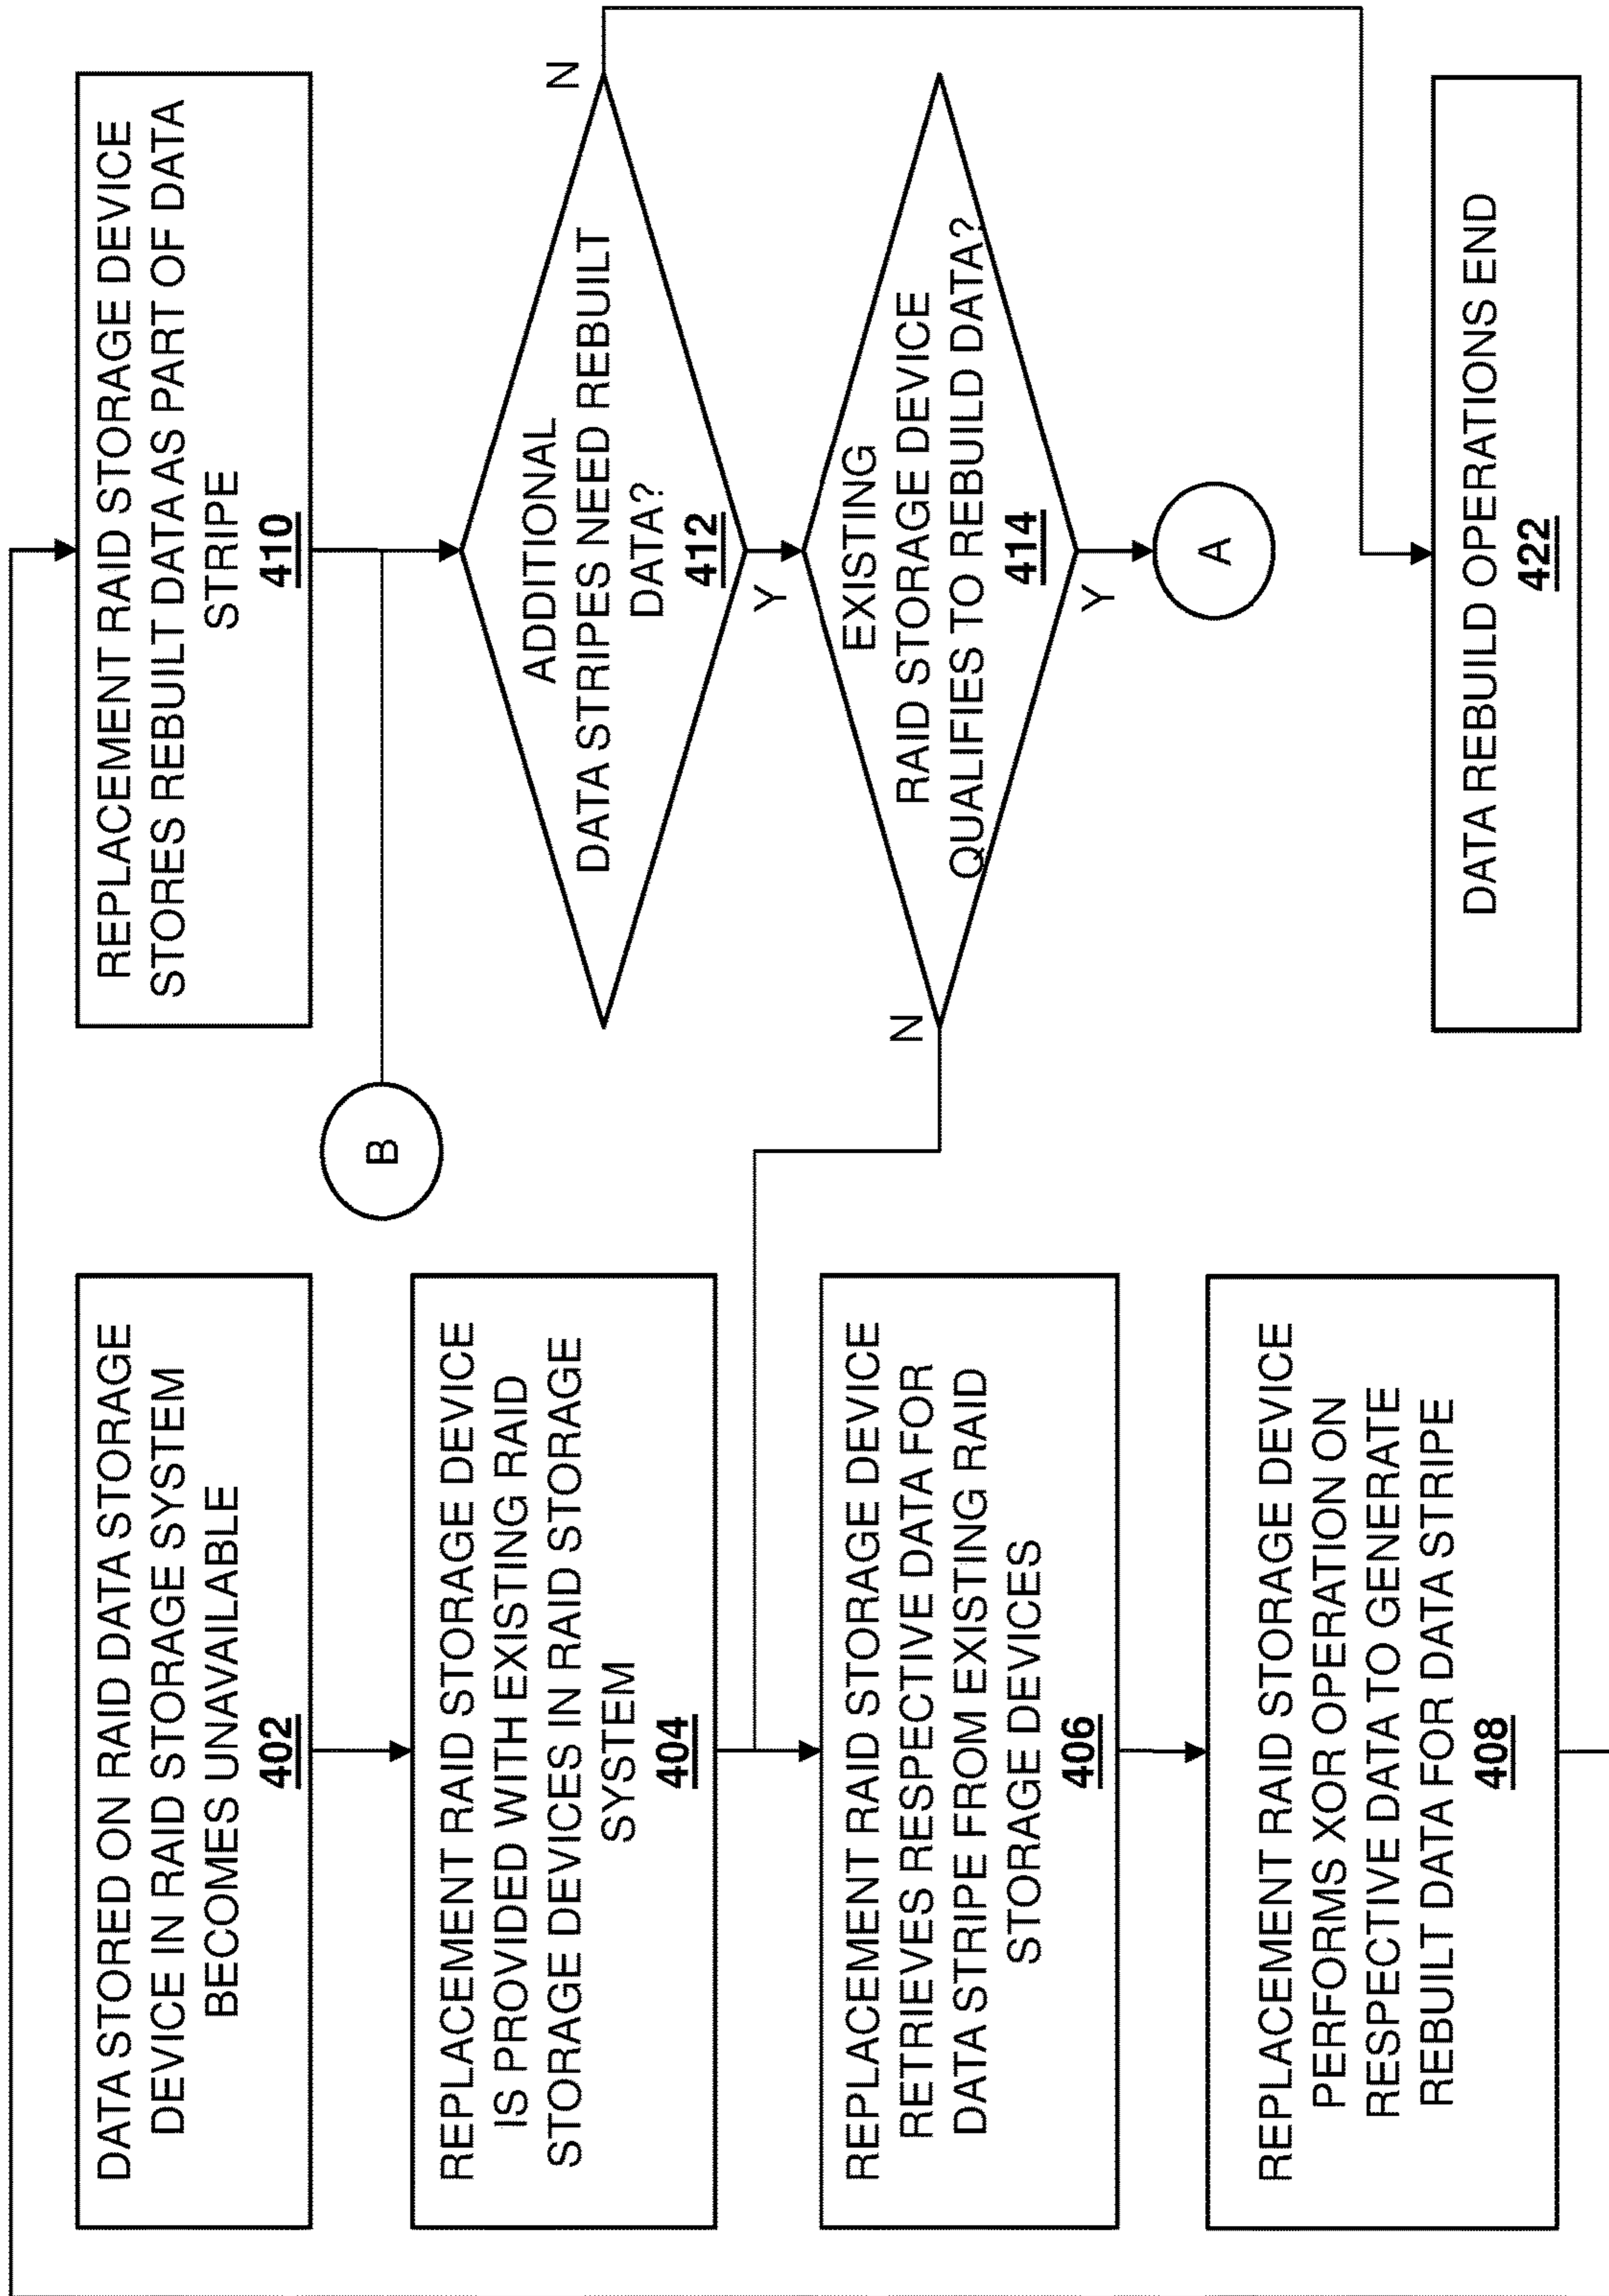 DATA STORED ON RAID DATA STORAGE
DEVICE IN RAID STORAGE SYSTEM
BECOMES UNAVAILABLE
402
REPLACEMENT RAID STORAGE DEVICE
IS PROVIDED WITH EXISTING RAID
STORAGE DEVICES IN RAID STORAGE
SYSTEM
404
REPLACEMENT RAID STORAGE DEVICE
RETRIEVES RESPECTIVE DATA FOR
DATA STRIPE FROM EXISTING RAID
STORAGE DEVICES
406
REPLACEMENT RAID STORAGE DEVICE
PERFORMS XOR OPERATION ON
RESPECTIVE DATA TO GENERATE
REBUILT DATA FOR DATA STRIPE
408
REPLACEMENT RAID STORAGE DEVICE
STORES REBUILT DATA AS PART OF DATA
STRIPE
410
B
ADDITIONAL
DATA STRIPES NEED REBUILT
DATA?
412
N
Y
EXISTING
RAID STORAGE DEVICE
QUALIFIES TO REBUILD DATA?
414
N
Y
A
DATA REBUILD OPERATIONS END
422